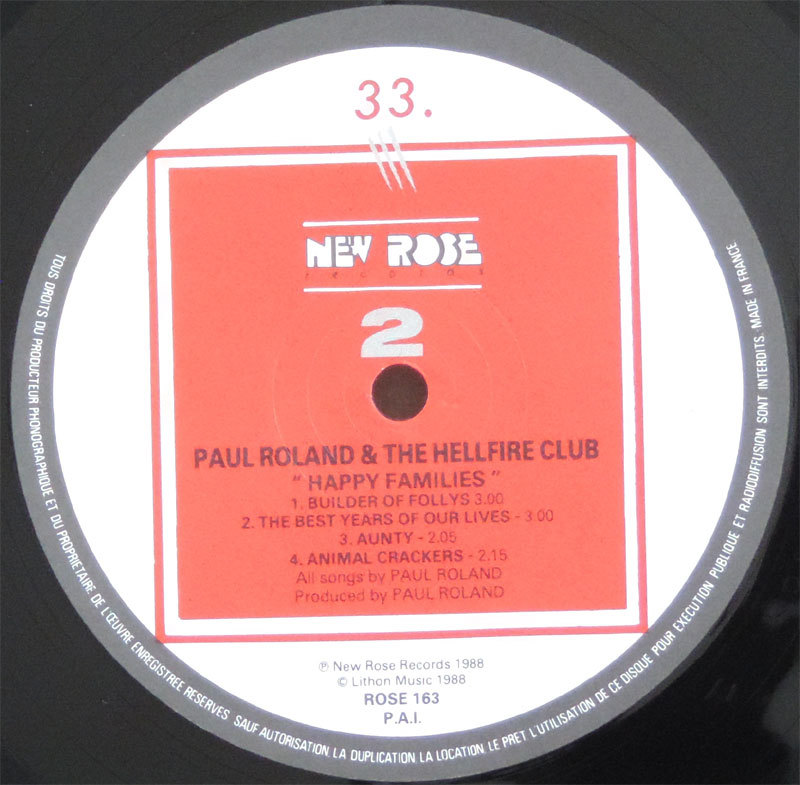 33.
NEW ROSE
records
2
PAUL ROLAND & THE HELLFIRE CLUB
" HAPPY FAMILIES "
1. BUILDER OF FOLLYS 3.00
2. THE BEST YEARS OF OUR LIVES - 3.00
3. AUNTY - 2.05
4. ANIMAL CRACKERS - 2.15
All songs by PAUL ROLAND
Produced by PAUL ROLAND
℗ New Rose Records 1988
© Lithon Music 1988
ROSE 163
P.A.I.
TOUS DROITS DU PRODUCTEUR PHONOGRAPHIQUE ET DU PROPRIETAIRE DE L'ŒUVRE ENREGISTREE RESERVES SAUF AUTORISATION LA DUPLICATION LA LOCATION LE PRET L'UTILISATION DE CE DISQUE POUR EXECUTION PUBLIQUE ET RADIODIFFUSION SONT INTERDITS. MADE IN FRANCE